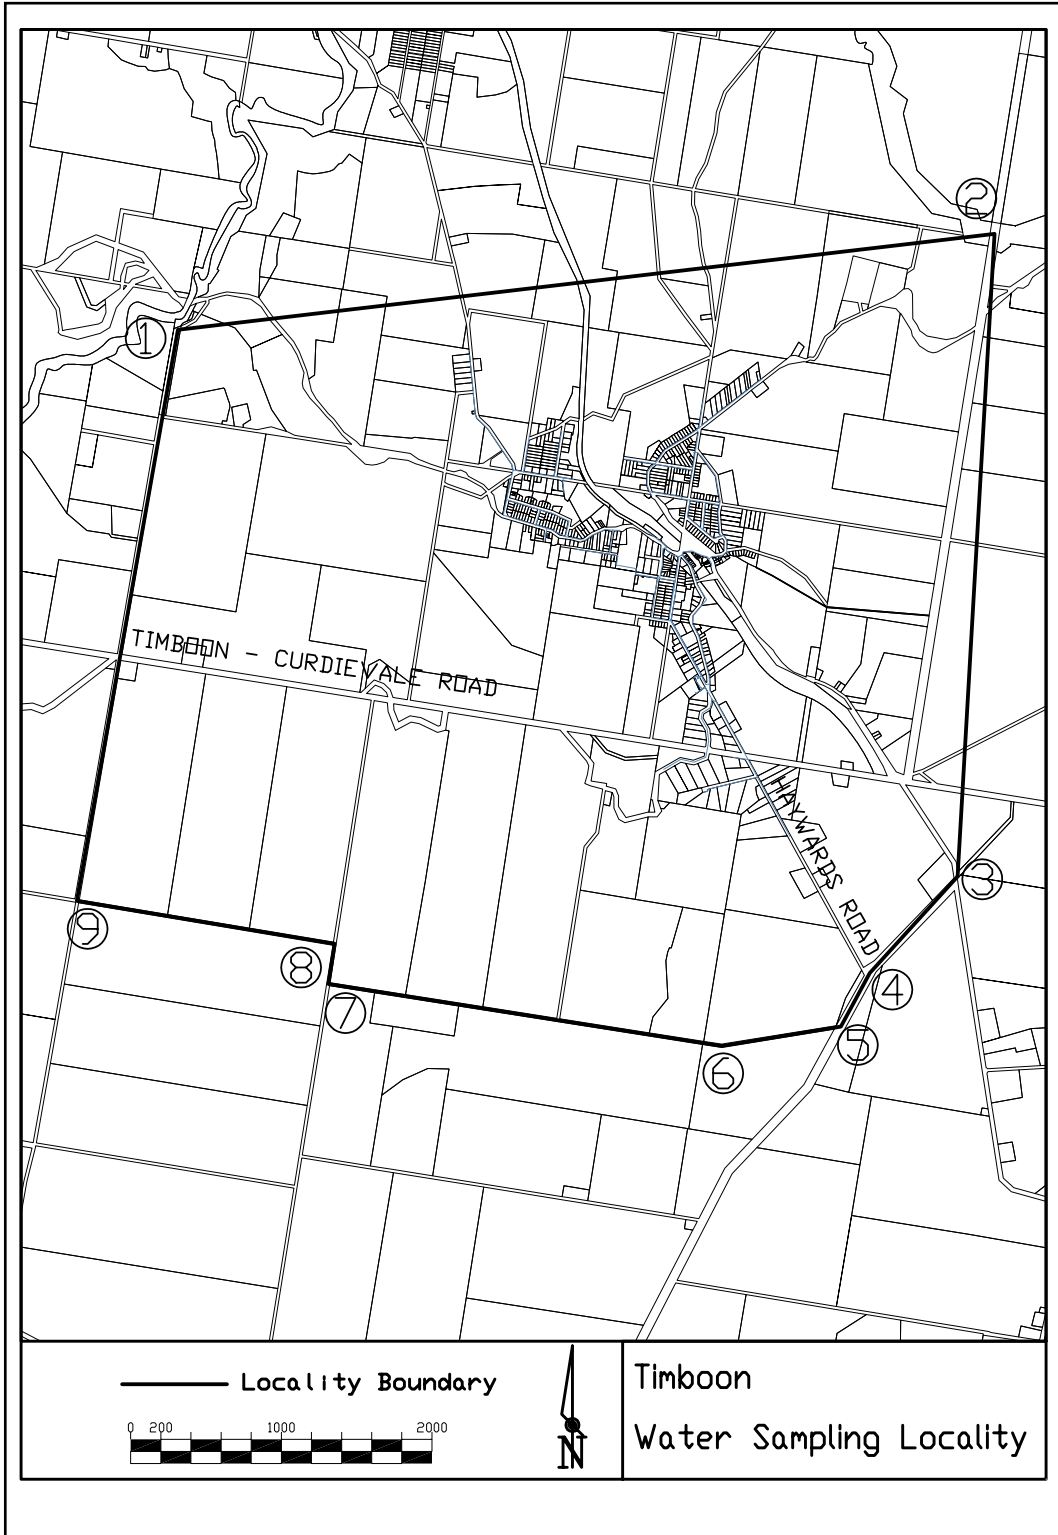 2
1
TIMBOON - CURDIEVALE ROAD
HAYWARDS ROAD
3
9
8
4
7
5
6
Locality Boundary
0 200 1000 2000
N
Timboon
Water Sampling Locality